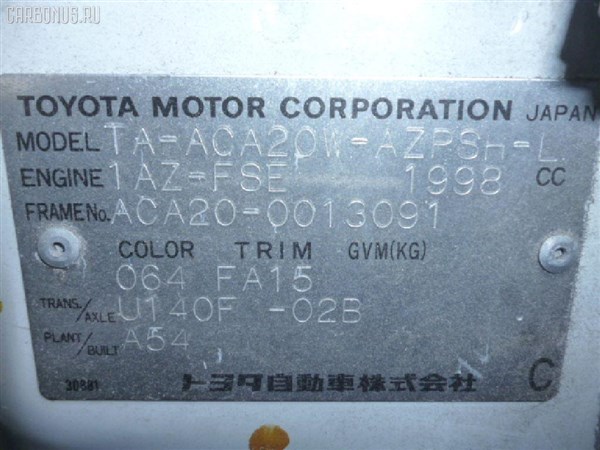 CARBONUS.RU
TOYOTA MOTOR CORPORATION JAPAN
MODEL TA-ACA20W-AZPSH-L
ENGINE 1AZ-FSE 1998 CC
FRAME No. ACA20-0013091
COLOR TRIM GVM(KG)
064 FA15
TRANS./AXLE U140F -02B
PLANT/BUILT A54
30881 トヨタ自動車株式会社 C